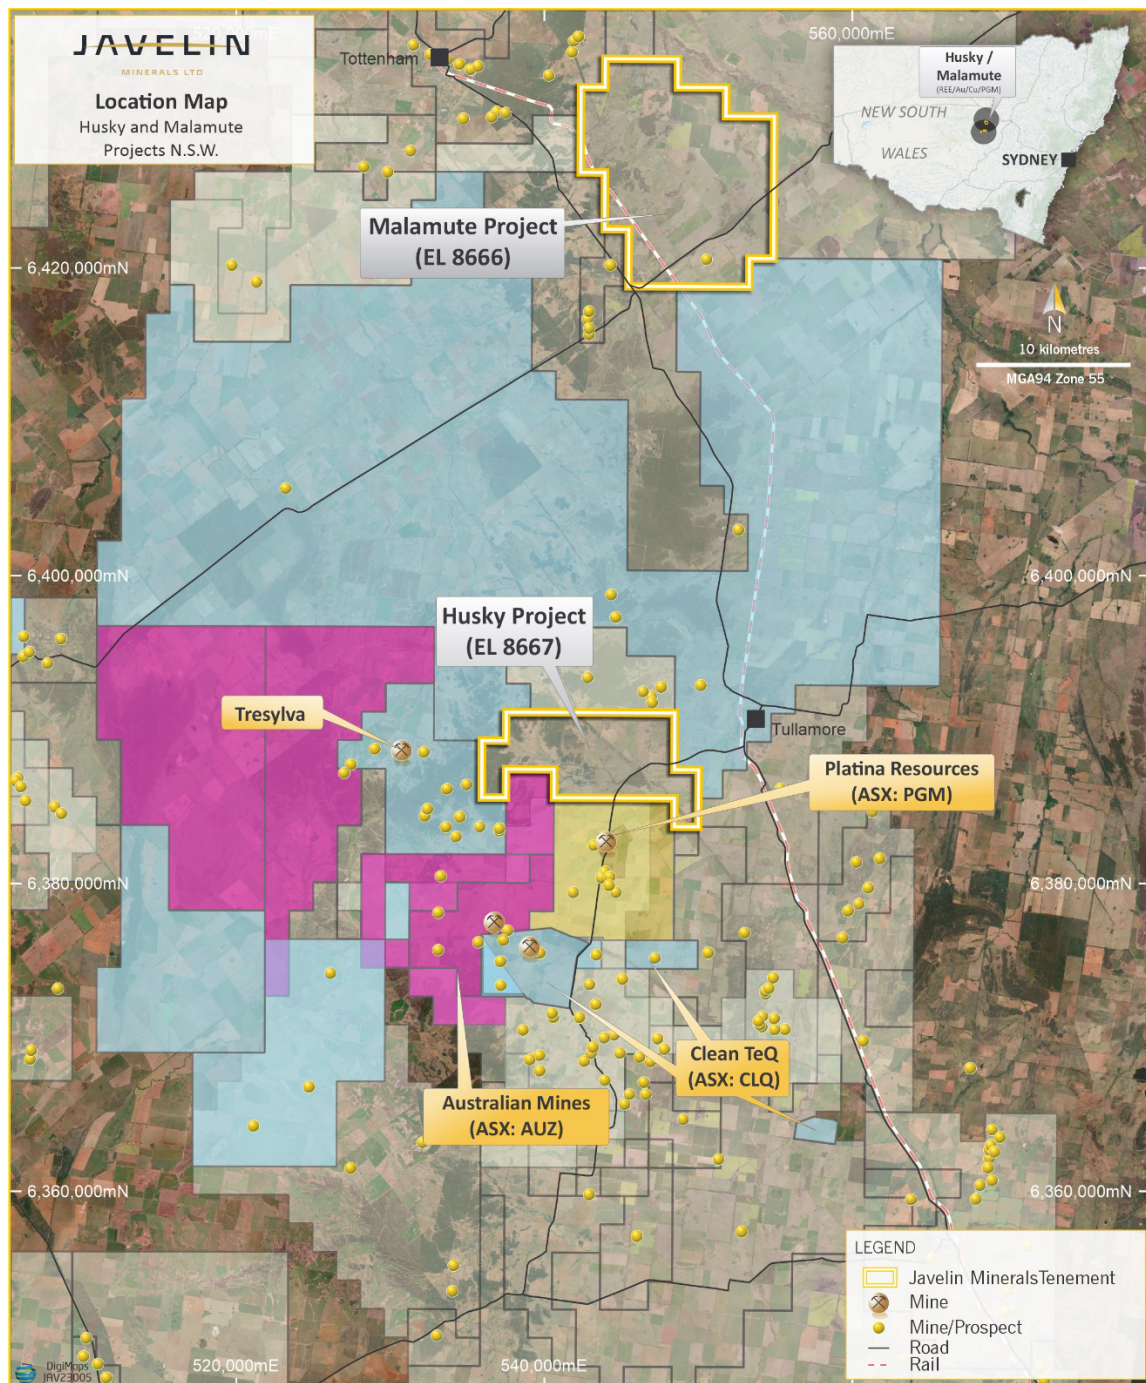 JAVELIN
MINERALS LTD
Location Map
Husky and Malamute
Projects N.S.W.
520,000mE
560,000mE
Tottenham
Husky /
Malamute
(REE/Au/Cu/PGM)
NEW SOUTH
WALES
SYDNEY
Malamute Project
(EL 8666)
6,420,000mN
N
10 kilometres
MGA94 Zone 55
6,400,000mN
6,400,000mN
Husky Project
(EL 8667)
Tresylva
Tullamore
Platina Resources
(ASX: PGM)
6,380,000mN
6,380,000mN
Clean TeQ
(ASX: CLQ)
Australian Mines
(ASX: AUZ)
6,360,000mN
6,360,000mN
LEGEND
Javelin MineralsTenement
Mine
Mine/Prospect
Road
Rail
520,000mE
540,000mE
DigiMaps
JAV23005